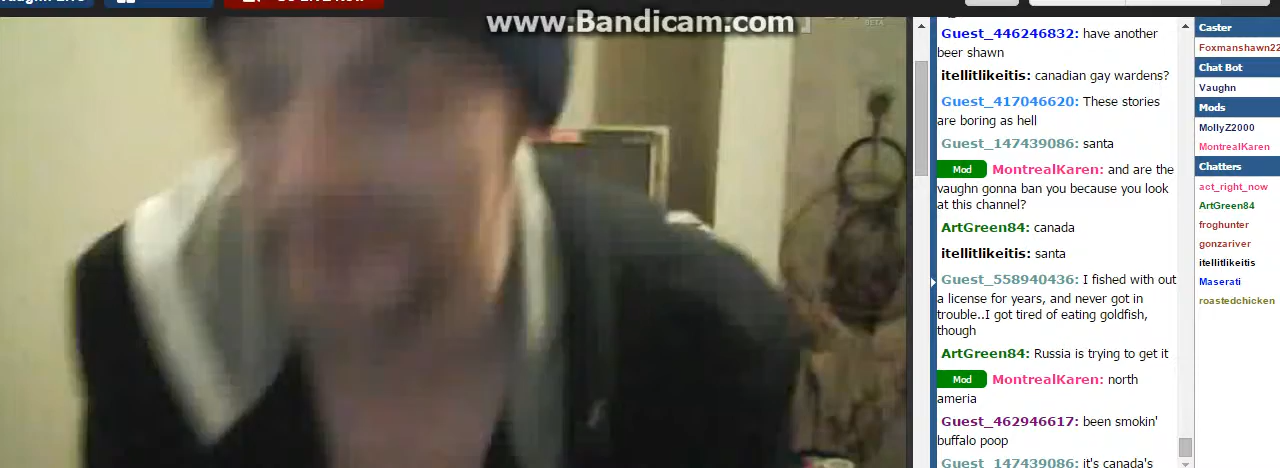 www.Bandicam.com
BETA
Guest_446246832: have another
beer shawn
itellitlikeitis: canadian gay wardens?
Guest_417046620: These stories
are boring as hell
Guest_147439086: santa
Mod MontrealKaren: and are the
vaughn gonna ban you because you look
at this channel?
ArtGreen84: canada
itellitlikeitis: santa
Guest_558940436: I fished with out
a license for years, and never got in
trouble..I got tired of eating goldfish,
though
ArtGreen84: Russia is trying to get it
Mod MontrealKaren: north
ameria
Guest_462946617: been smokin'
buffalo poop
Guest_147439086: it's canada's
Caster
Foxmanshawn22
Chat Bot
Vaughn
Mods
MollyZ2000
MontrealKaren
Chatters
act_right_now
ArtGreen84
froghunter
gonzariver
itellitlikeitis
Maserati
roastedchicken